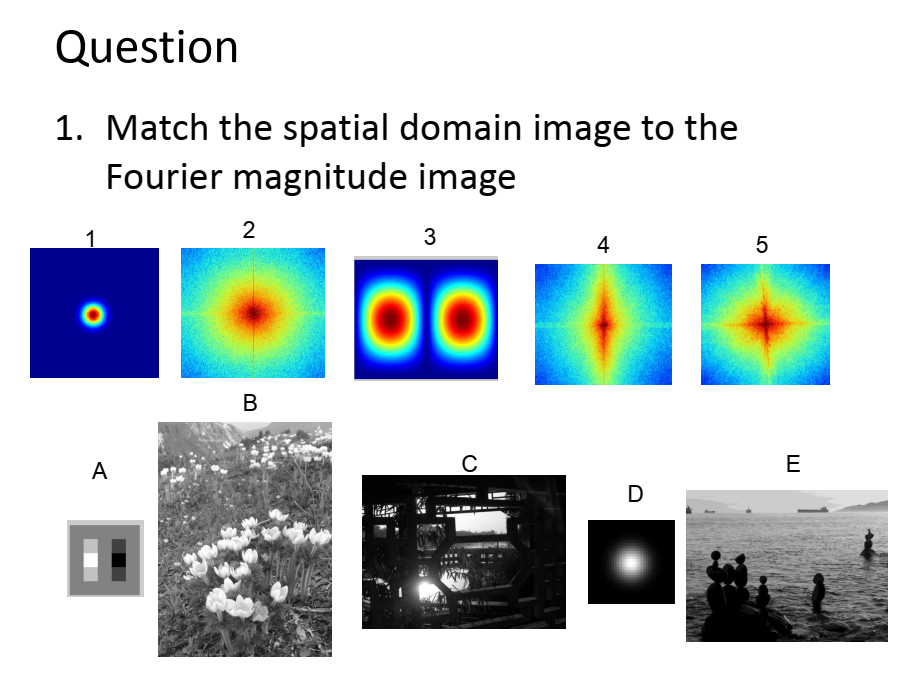 Question
1. Match the spatial domain image to the
Fourier magnitude image
1 2 3 4 5
B
A C D E